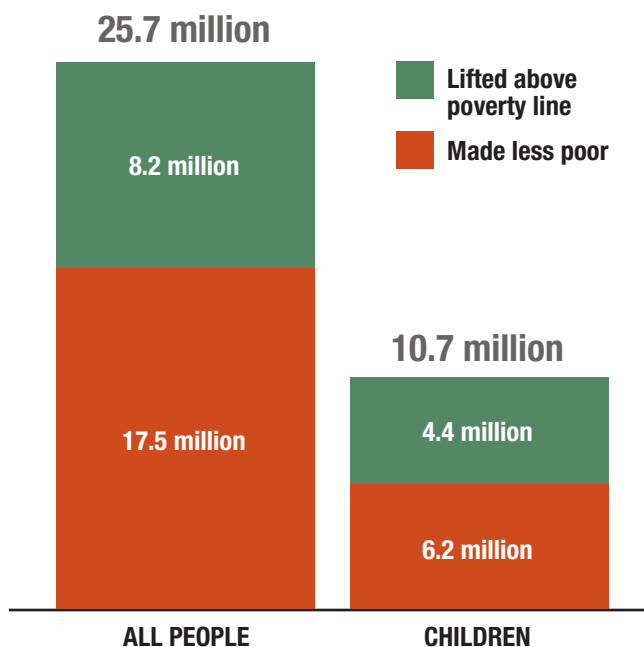 25.7 million
Lifted above
poverty line
Made less poor
8.2 million
17.5 million
10.7 million
4.4 million
6.2 million
ALL PEOPLE
CHILDREN